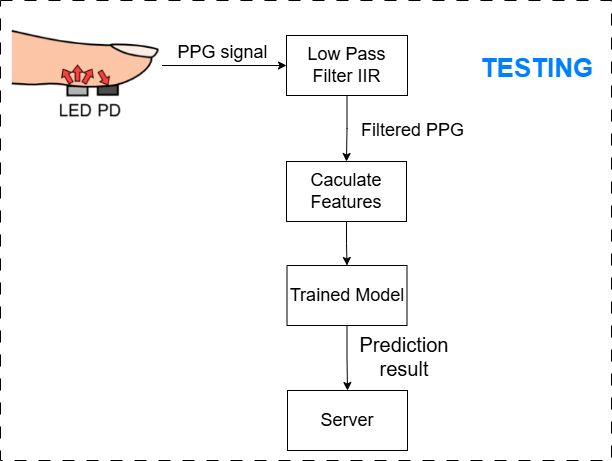 PPG signal
Low Pass
Filter IIR
TESTING
LED PD
Filtered PPG
Caculate
Features
Trained Model
Prediction
result
Server